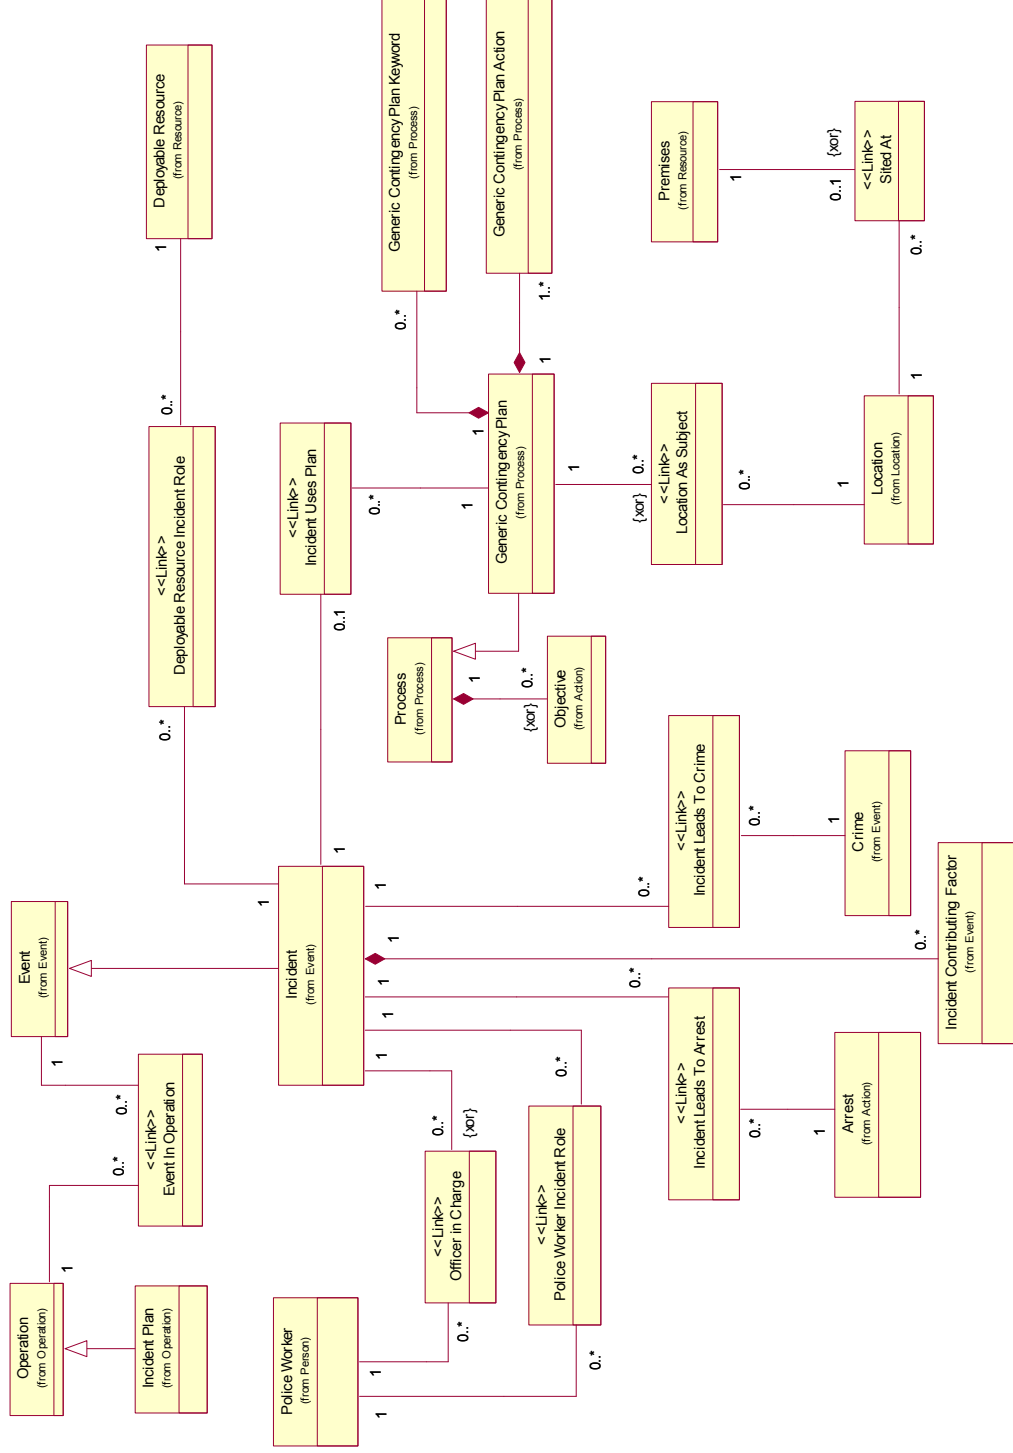 Operation
(from Operation)
1
Incident Plan
(from Operation)
0..*
<<Link>>
Event In Operation
0..*
1
Event
(from Event)
Police Worker
(from Person)
1
1
0..*
<<Link>>
Officer in Charge
0..*
{xor}
1
0..*
<<Link>>
Police Worker Incident Role
0..*
1
Incident
(from Event)
1
0..*
<<Link>>
Deployable Resource Incident Role
0..*
1
Deployable Resource
(from Resource)
1
0..1
<<Link>>
Incident Uses Plan
0..*
1
Process
(from Process)
1
{xor}
0..*
Objective
(from Action)
Generic Contingency Plan
(from Process)
1
0..*
Generic Contingency Plan Keyword
(from Process)
1
1..*
Generic Contingency Plan Action
(from Process)
1
{xor}
0..*
<<Link>>
Location As Subject
0..*
1
Location
(from Location)
1
0..*
<<Link>>
Sited At
0..1
{xor}
1
Premises
(from Resource)
1
0..*
<<Link>>
Incident Leads To Arrest
0..*
1
Arrest
(from Action)
1
0..*
Incident Contributing Factor
(from Event)
1
0..*
<<Link>>
Incident Leads To Crime
0..*
1
Crime
(from Event)